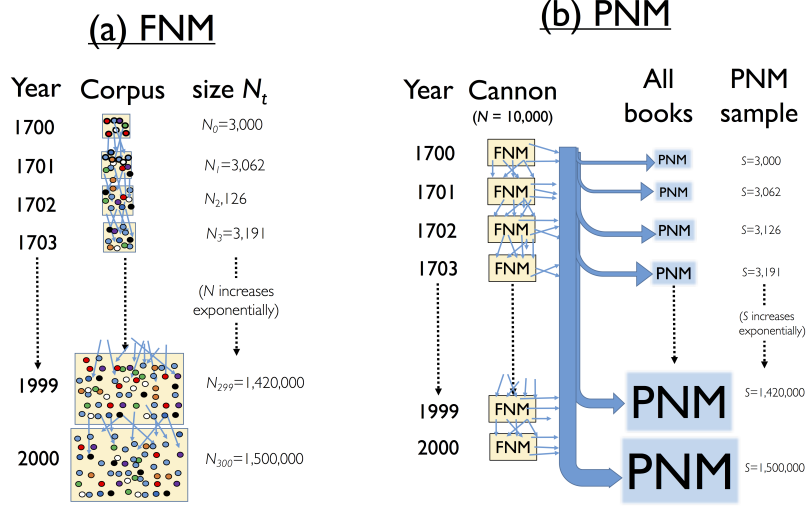 (a) FNM
Year Corpus size Nt
1700 N0=3,000
1701 N1=3,062
1702 N2,126
1703 N3=3,191
(N increases
exponentially)
1999 N299=1,420,000
2000 N300=1,500,000
(b) PNM
Year Cannon All PNM
(N = 10,000) books sample
1700 FNM PNM S=3,000
1701 FNM PNM S=3,062
1702 FNM PNM S=3,126
1703 FNM PNM S=3,191
(S increases
exponentially)
1999 FNM PNM S=1,420,000
2000 FNM PNM S=1,500,000